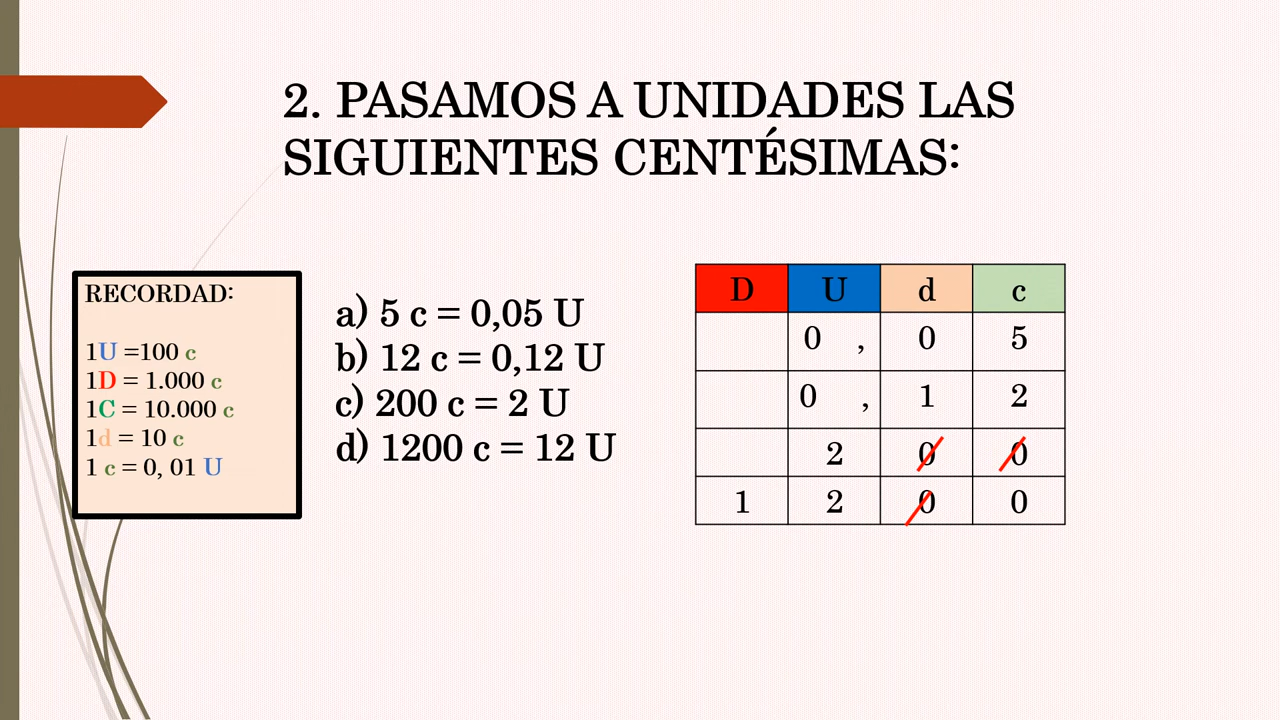 2. PASAMOS A UNIDADES LAS
SIGUIENTES CENTÉSIMAS:
RECORDAD:
1U =100 c
1D = 1.000 c
1C = 10.000 c
1d = 10 c
1 c = 0, 01 U
a) 5 c = 0,05 U
b) 12 c = 0,12 U
c) 200 c = 2 U
d) 1200 c = 12 U
D U d c
0 , 0 5
0 , 1 2
2 0 0
1 2 0 0